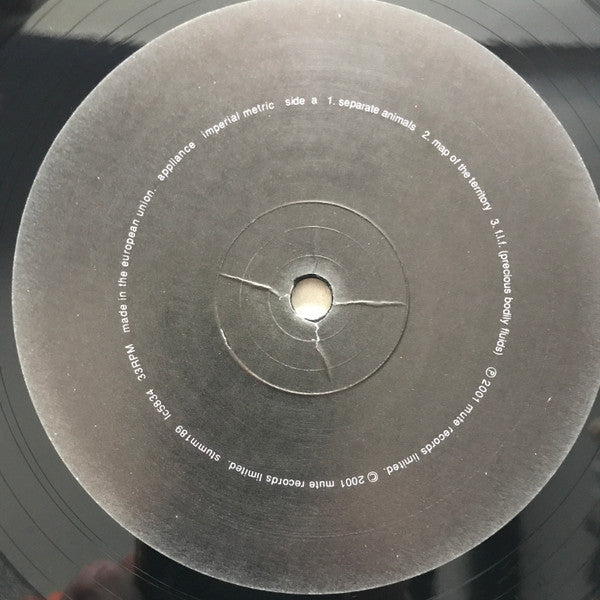 appliance imperial metric side a 1. separate animals 2. map of the territory 3. f.l.f. (precious bodily fluids) ℗ 2001 mute records limited. © 2001 mute records limited. stumm189 lc5834 33RPM made in the european union.